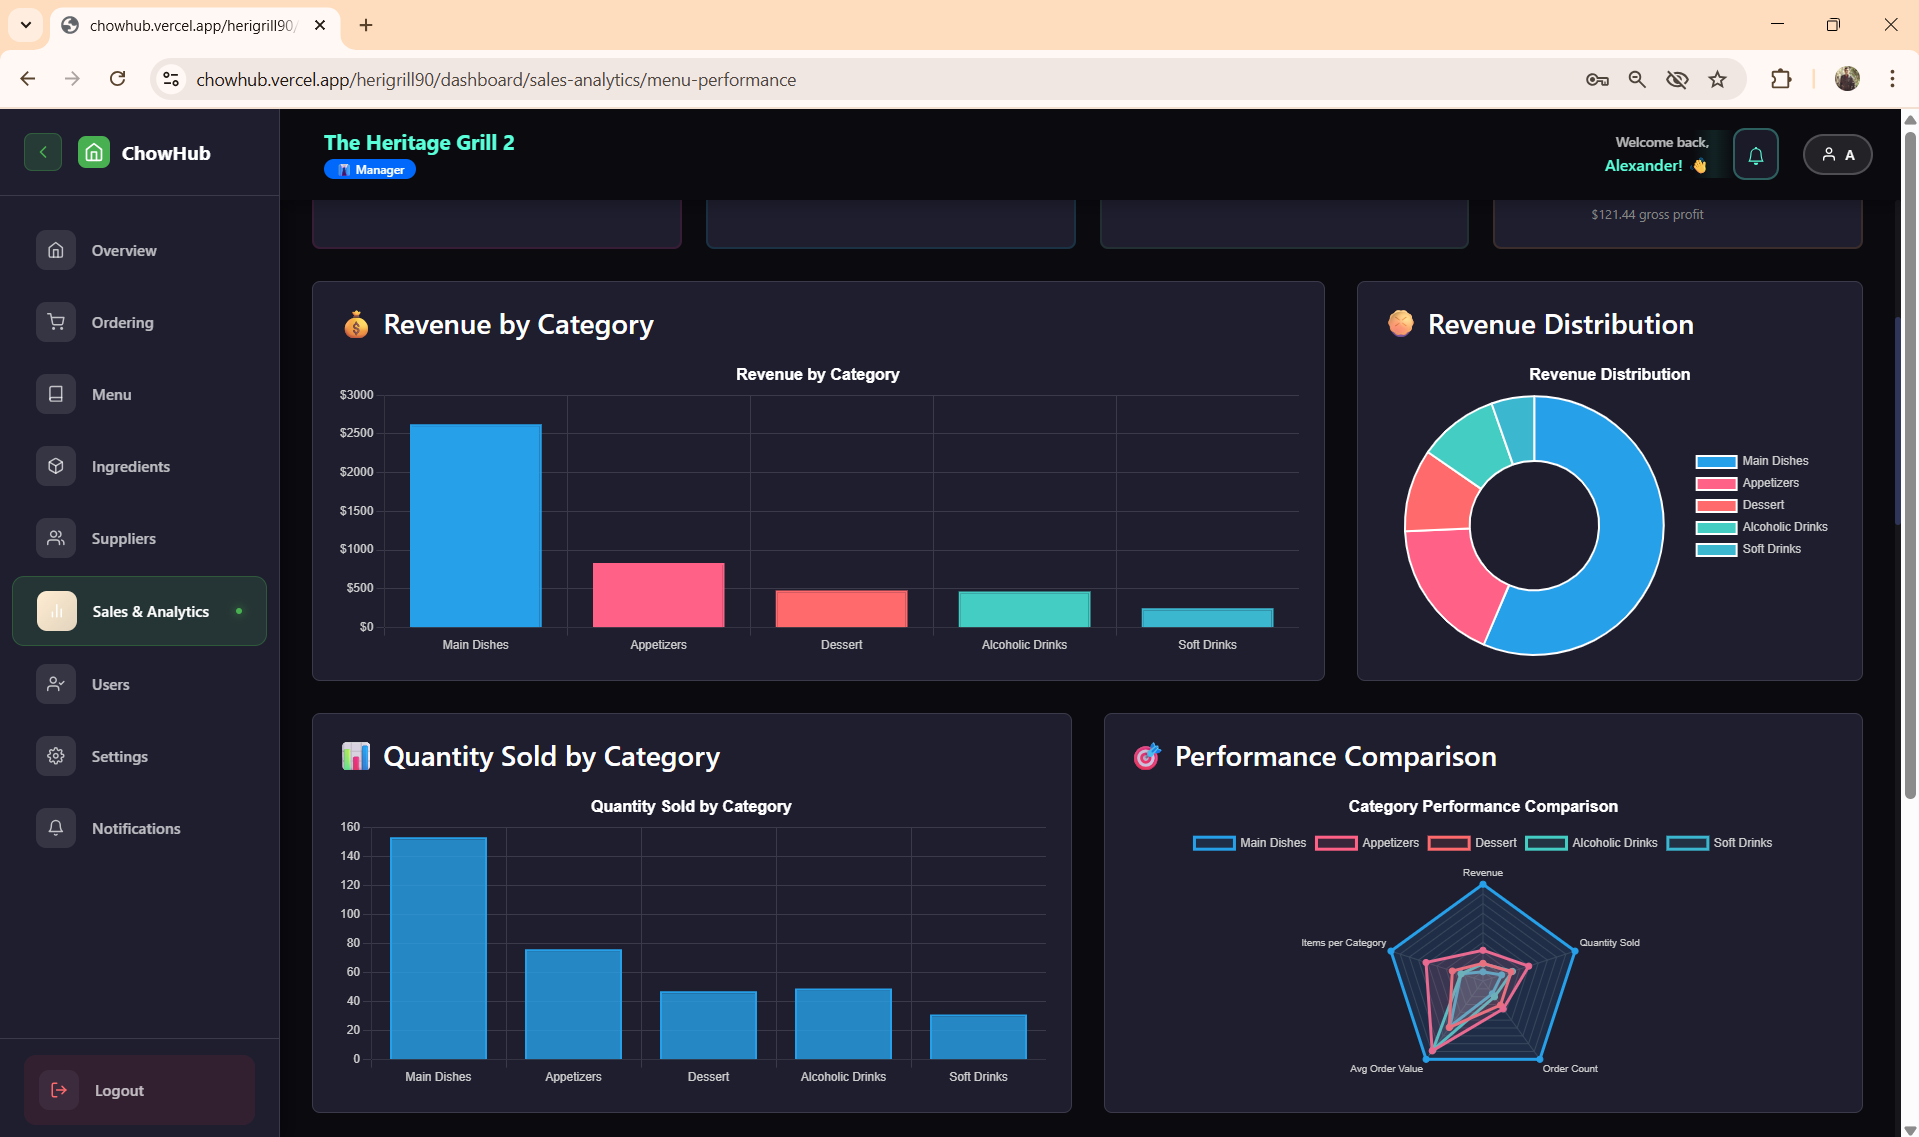 chowhub.vercel.app/herigrill90/
chowhub.vercel.app/herigrill90/dashboard/sales-analytics/menu-performance
ChowHub
Overview
Ordering
Menu
Ingredients
Suppliers
Sales & Analytics
Users
Settings
Notifications
Logout
The Heritage Grill 2
Manager
Welcome back,
Alexander! 👋
A
$121.44 gross profit
Revenue by Category
Revenue by Category
$3000
$2500
$2000
$1500
$1000
$500
$0
Main Dishes
Appetizers
Dessert
Alcoholic Drinks
Soft Drinks
Revenue Distribution
Revenue Distribution
Main Dishes
Appetizers
Dessert
Alcoholic Drinks
Soft Drinks
Quantity Sold by Category
Quantity Sold by Category
160
140
120
100
80
60
40
20
0
Main Dishes
Appetizers
Dessert
Alcoholic Drinks
Soft Drinks
Performance Comparison
Category Performance Comparison
Main Dishes
Appetizers
Dessert
Alcoholic Drinks
Soft Drinks
Revenue
Quantity Sold
Order Count
Avg Order Value
Items per Category